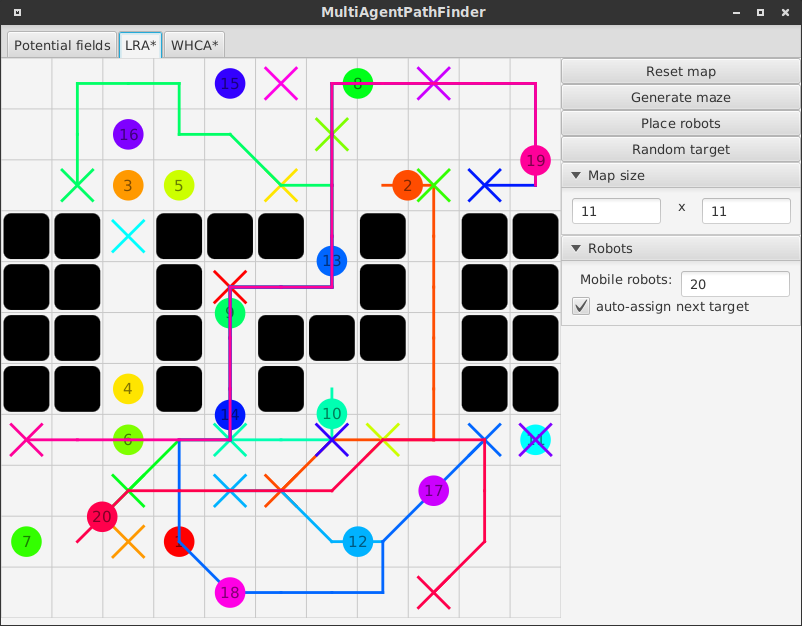 MultiAgentPathFinder
Potential fields LRA* WHCA*
Reset map
Generate maze
Place robots
Random target
Map size
11 x 11
Robots
Mobile robots: 20
auto-assign next target
15 8
16
19
3 5 2
13
9
4
14 10
6
17
20
7 1 12
18